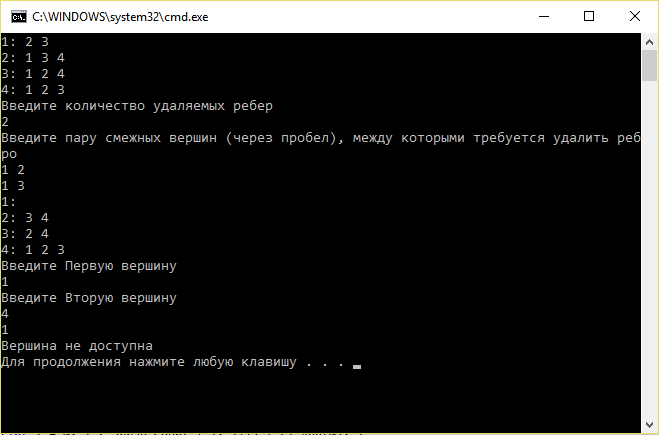 C:\WINDOWS\system32\cmd.exe
1: 2 3
2: 1 3 4
3: 1 2 4
4: 1 2 3
Введите количество удаляемых ребер
2
Введите пару смежных вершин (через пробел), между которыми требуется удалить реб
ро
1 2
1 3
1:
2: 3 4
3: 2 4
4: 1 2 3
Введите Первую вершину
1
Введите Вторую вершину
4
1
Вершина не доступна
Для продолжения нажмите любую клавишу . . .